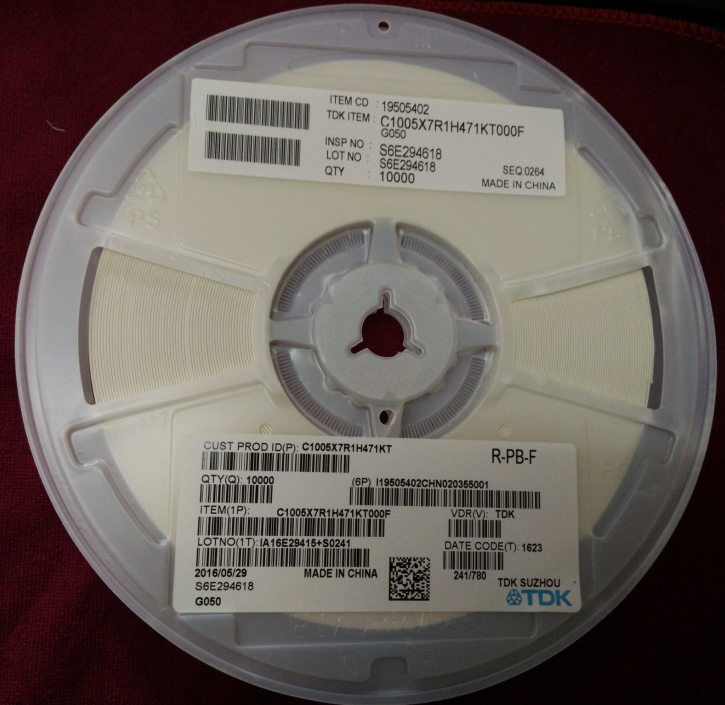 ITEM CD : 19505402
TDK ITEM : C1005X7R1H471KT000F
G050
INSP NO : S6E294618
LOT NO : S6E294618
QTY : 10000
SEQ:0264
MADE IN CHINA
PS
CUST PROD ID(P): C1005X7R1H471KT
R-PB-F
QTY(Q): 10000
(6P) I19505402CHN020355001
ITEM(1P): C1005X7R1H471KT000F
VDR(V): TDK
LOTNO(1T):IA16E29415+S0241
DATE CODE(T): 1623
2016/05/29
MADE IN CHINA
241/780
S6E294618
TDK SUZHOU
G050
TDK